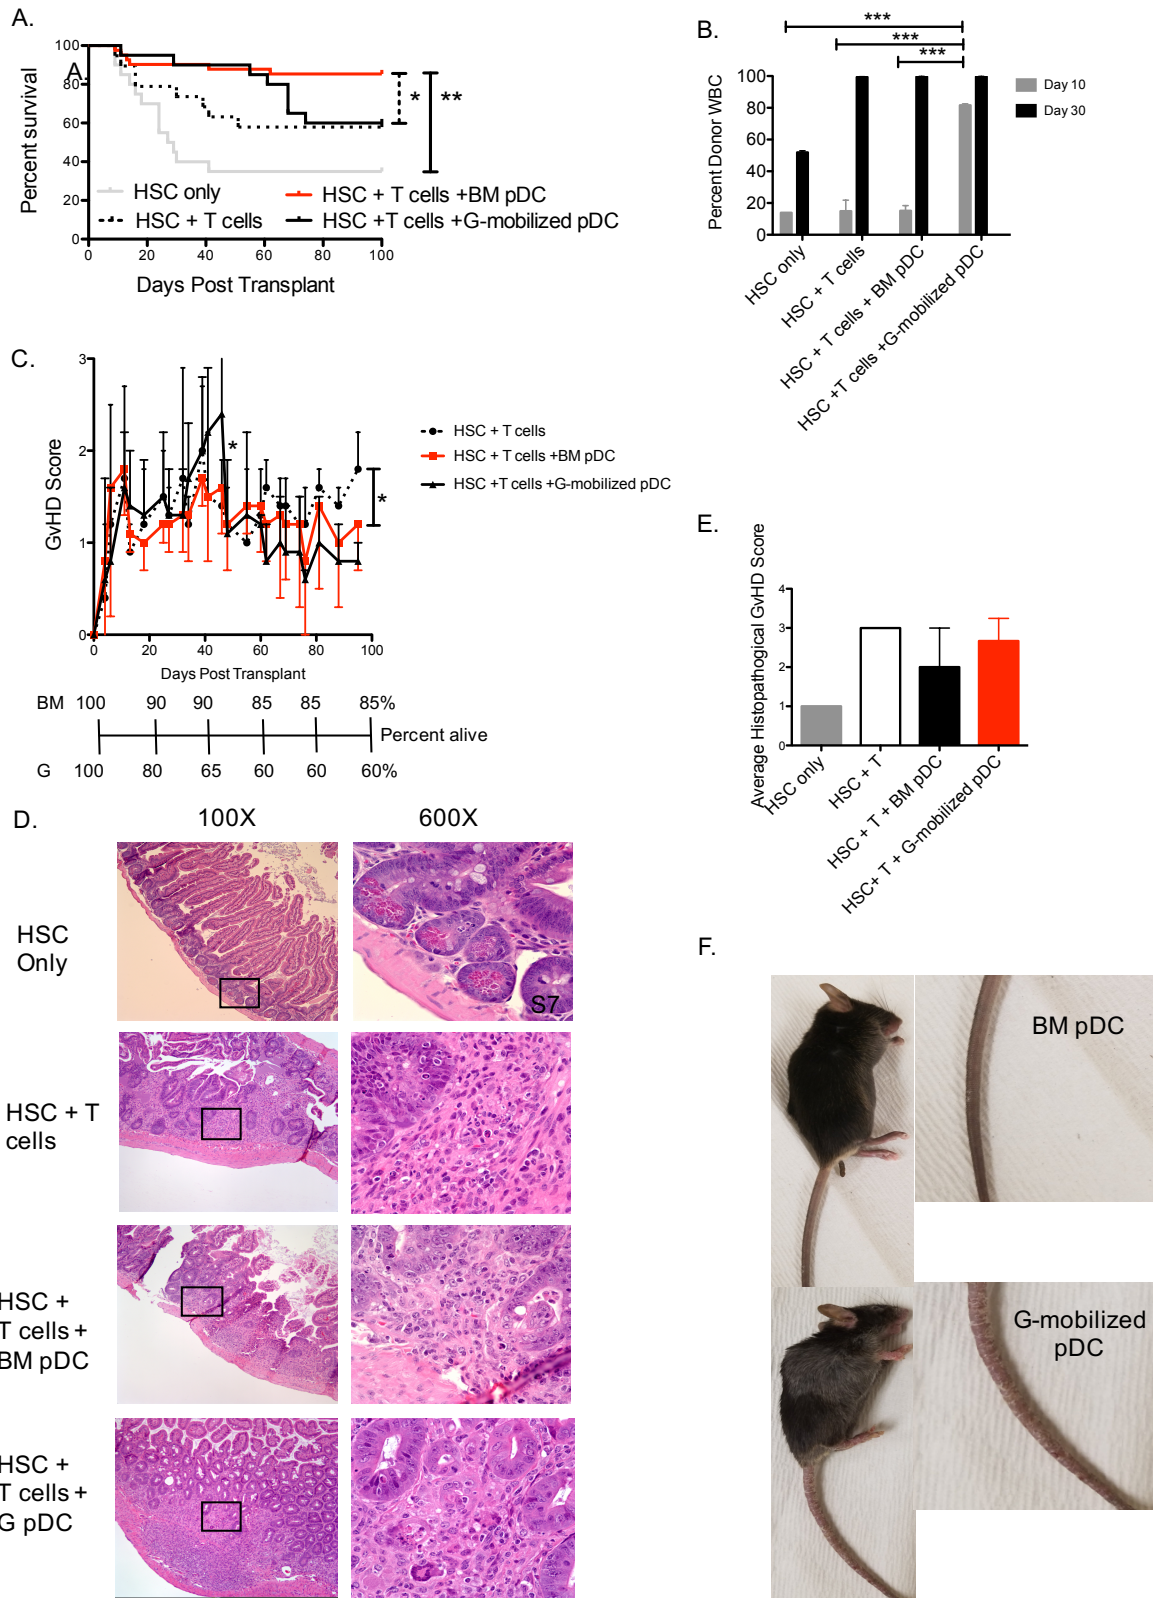 A.
100
A
80
60
40
20
0
Percent survival
0 20 40 60 80 100
Days Post Transplant
HSC only
HSC + T cells
HSC + T cells +BM pDC
HSC +T cells +G-mobilized pDC
*
**
B.
***
***
***
100
80
60
40
20
0
Percent Donor WBC
Day 10
Day 30
HSC only
HSC + T cells
HSC + T cells + BM pDC
HSC +T cells +G-mobilized pDC
C.
3
2
1
0
GvHD Score
*
*
0 20 40 60 80 100
Days Post Transplant
HSC + T cells
HSC + T cells +BM pDC
HSC +T cells +G-mobilized pDC
BM 100 90 90 85 85 85%
Percent alive
G 100 80 65 60 60 60%
E.
Average Histopathogical GvHD Score
4
3
2
1
0
HSC only
HSC + T
HSC + T + BM pDC
HSC+ T + G-mobilized pDC
D.
100X 600X
HSC
Only
S7
HSC + T
cells
HSC +
T cells +
BM pDC
HSC +
T cells +
G pDC
F.
BM pDC
G-mobilized
pDC